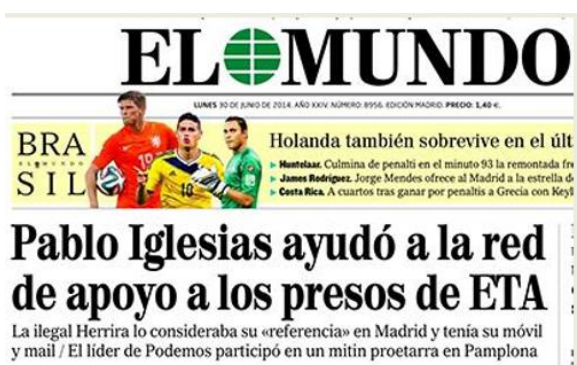 EL MUNDO
LUNES 30 DE JUNIO DE 2014. AÑO XXIV. NÚMERO: 8956. EDICIÓN MADRID. PRECIO: 1,40 €.
BRA
EL MUNDO
SIL
19
10
Holanda también sobrevive en el últ
Huntelaar. Culmina de penalti en el minuto 93 la remontada fre
James Rodríguez. Jorge Mendes ofrece al Madrid a la estrella d
Costa Rica. A cuartos tras ganar por penaltis a Grecia con Keyl
Pablo Iglesias ayudó a la red
de apoyo a los presos de ETA
La ilegal Herrira lo consideraba su «referencia» en Madrid y tenía su móvil
y mail / El líder de Podemos participó en un mitin proetarra en Pamplona